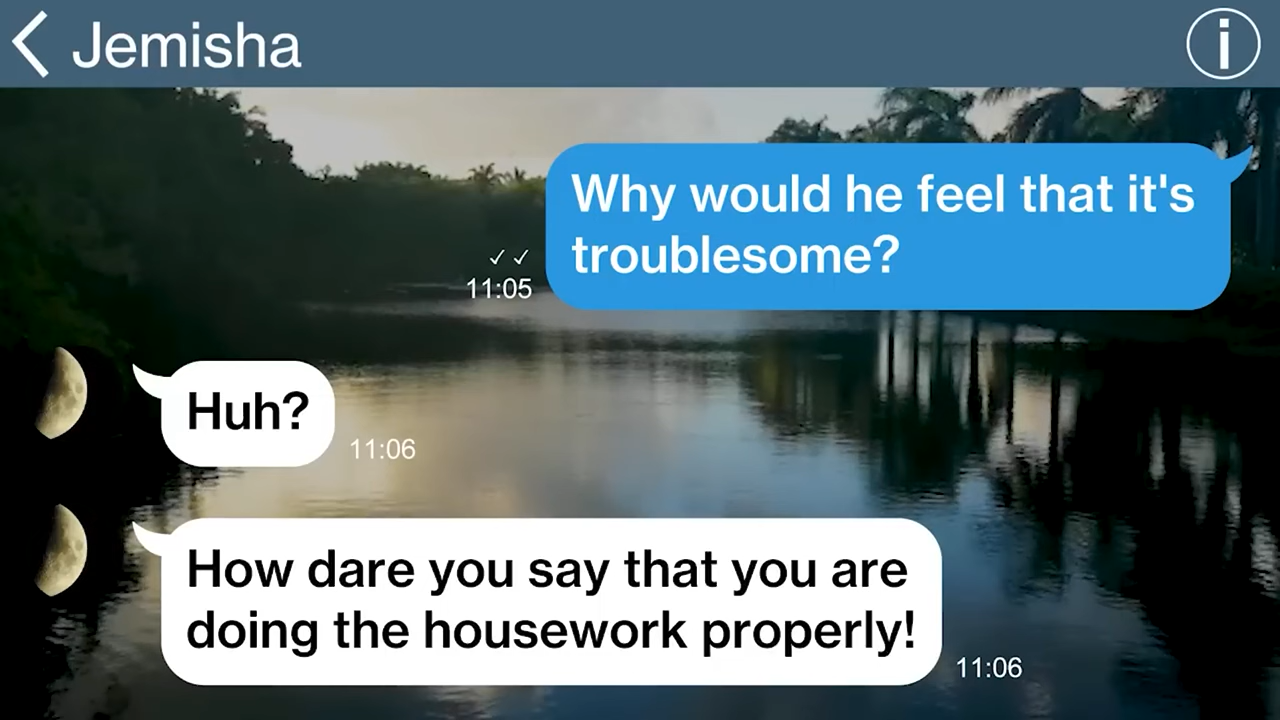 Jemisha
Why would he feel that it's
troublesome?
✓✓
11:05
Huh?
11:06
How dare you say that you are
doing the housework properly!
11:06